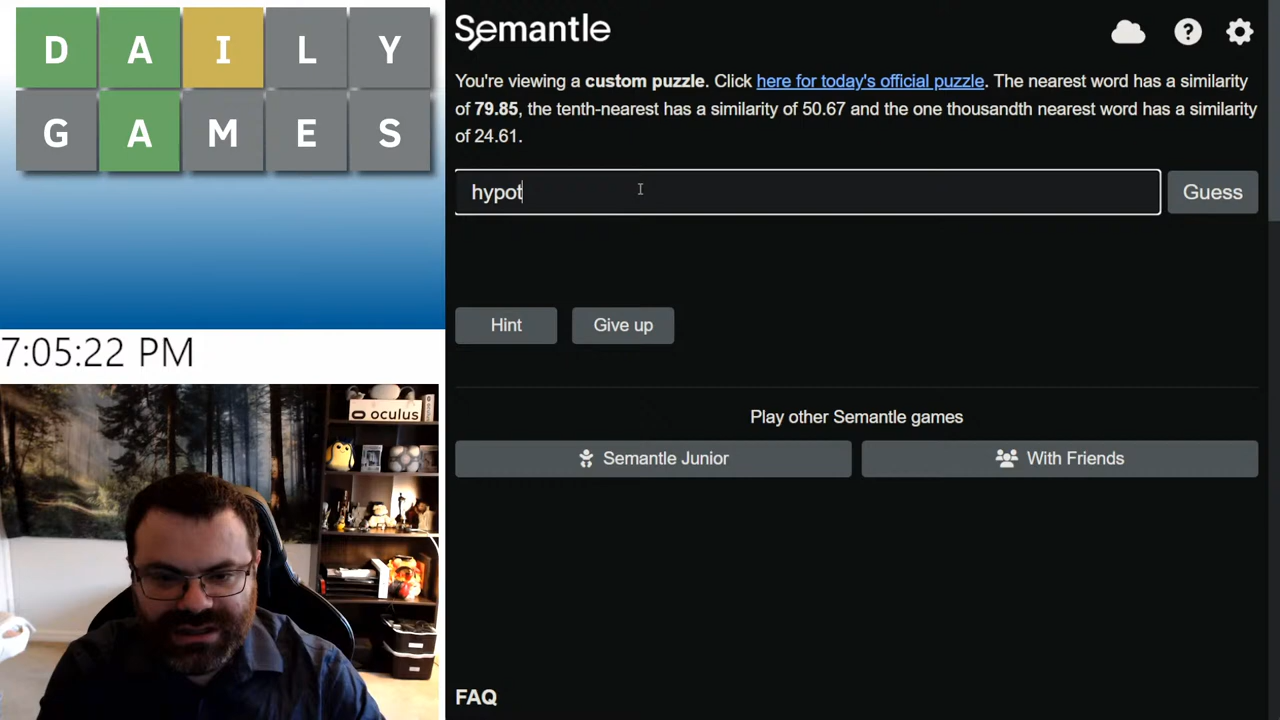 DAILY
GAMES
7:05:22 PM
oculus
Semantle
You're viewing a custom puzzle. Click here for today's official puzzle. The nearest word has a similarity
of 79.85, the tenth-nearest has a similarity of 50.67 and the one thousandth nearest word has a similarity
of 24.61.
hypot
Guess
Hint
Give up
Play other Semantle games
Semantle Junior
With Friends
FAQ